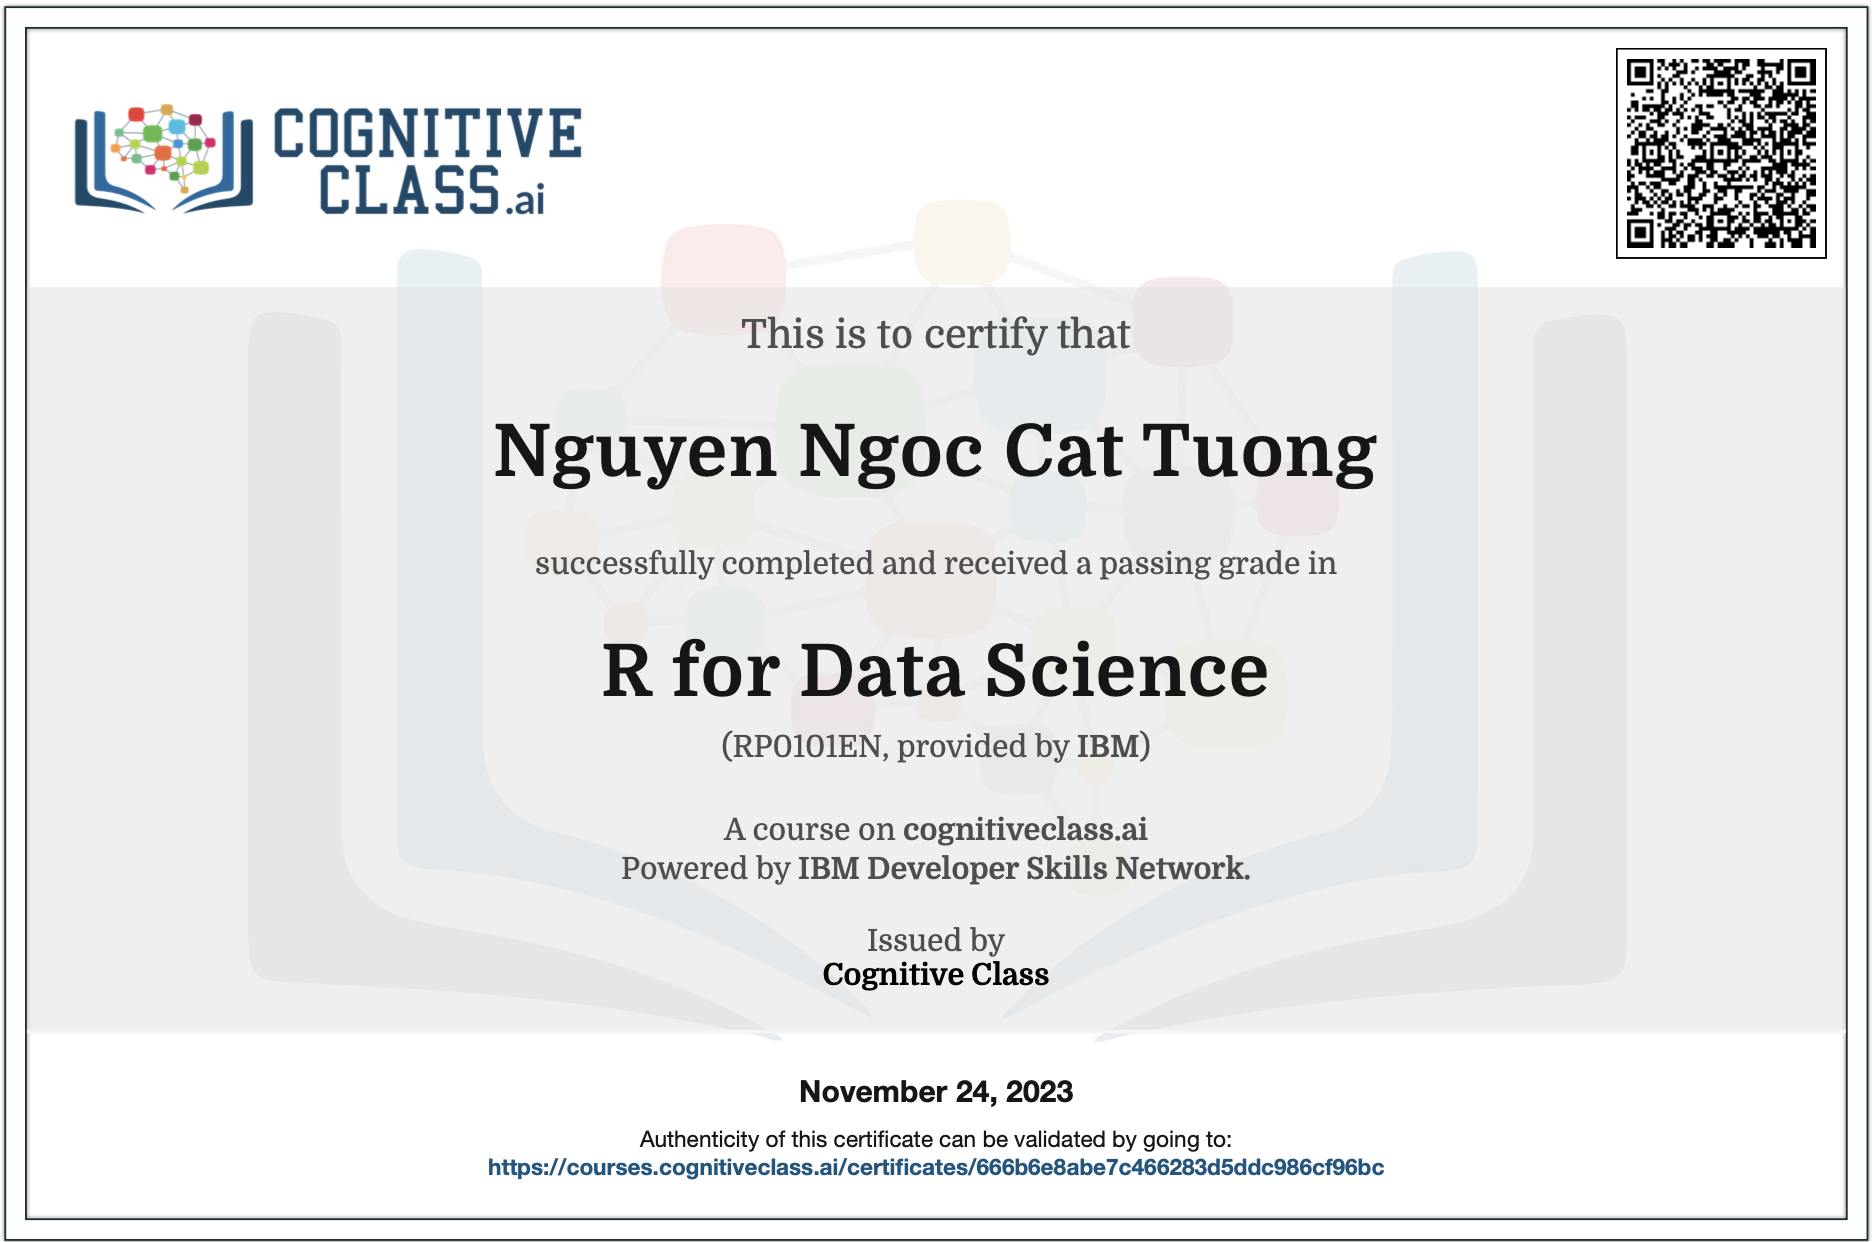 COGNITIVE
CLASS.ai
This is to certify that
Nguyen Ngoc Cat Tuong
successfully completed and received a passing grade in
R for Data Science
(RP0101EN, provided by IBM)
A course on cognitiveclass.ai
Powered by IBM Developer Skills Network.
Issued by
Cognitive Class
November 24, 2023
Authenticity of this certificate can be validated by going to:
https://courses.cognitiveclass.ai/certificates/666b6e8abe7c466283d5ddc986cf96bc